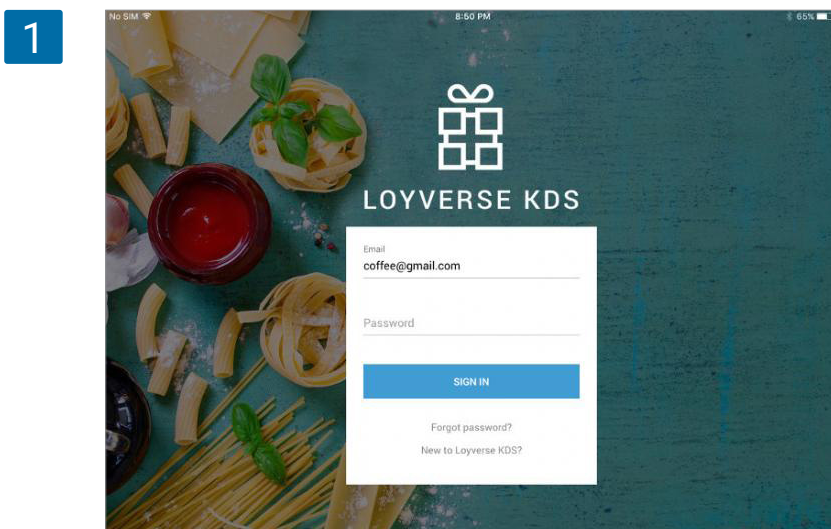 1
No SIM
8:50 PM
65%
LOYVERSE KDS
Email
coffee@gmail.com
Password
SIGN IN
Forgot password?
New to Loyverse KDS?